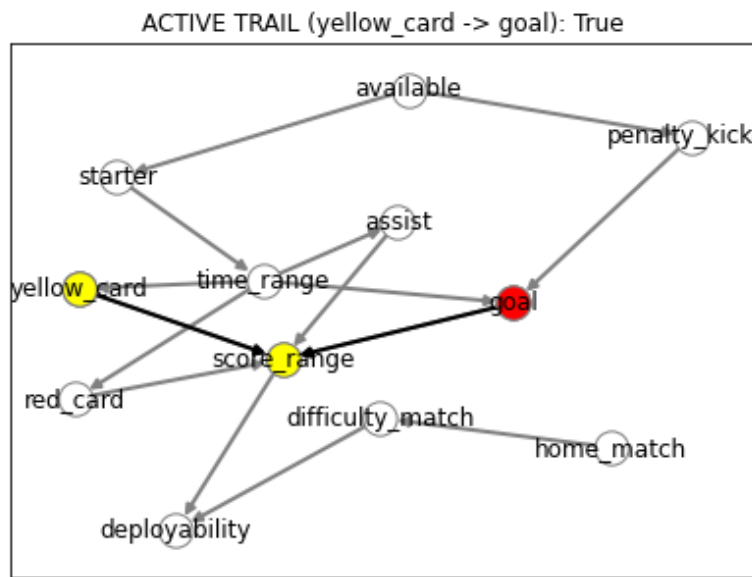 ACTIVE TRAIL (yellow_card -> goal): True
available
penalty_kick
starter
assist
time_range
yellow_card
goal
score_range
red_card
difficulty_match
home_match
deployability